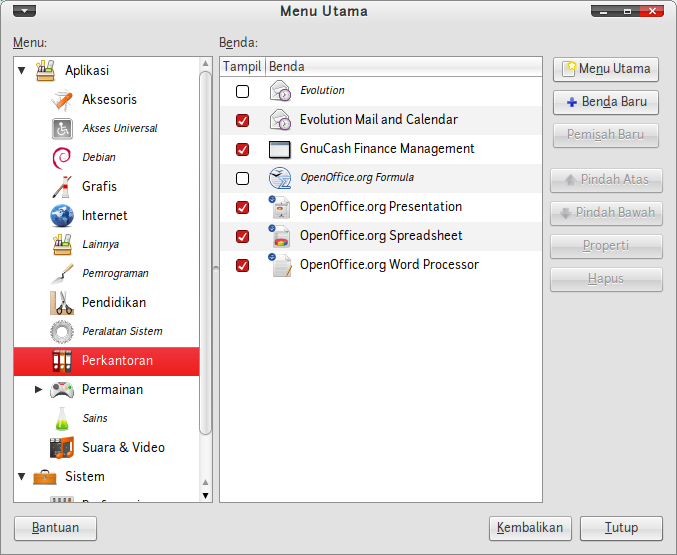 Menu Utama
Menu:
Benda:
Aplikasi
Aksesoris
Akses Universal
Debian
Grafis
Internet
Lainnya
Pemrograman
Pendidikan
Peralatan Sistem
Perkantoran
Permainan
Sains
Suara & Video
Sistem
Tampil Benda
Evolution
Evolution Mail and Calendar
GnuCash Finance Management
OpenOffice.org Formula
OpenOffice.org Presentation
OpenOffice.org Spreadsheet
OpenOffice.org Word Processor
Menu Utama
Benda Baru
Pemisah Baru
Pindah Atas
Pindah Bawah
Properti
Hapus
Bantuan
Kembalikan
Tutup